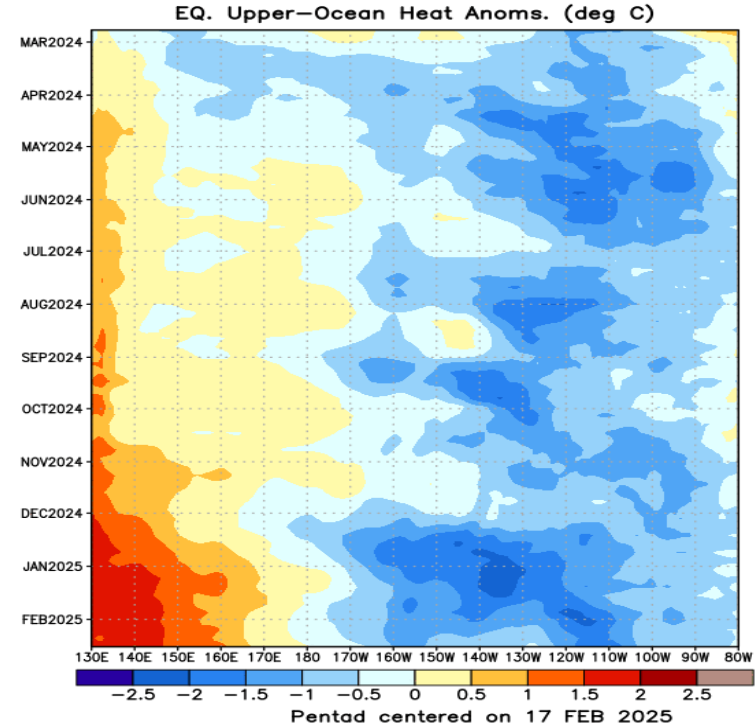 EQ. Upper-Ocean Heat Anoms. (deg C)
MAR2024
APR2024
MAY2024
JUN2024
JUL2024
AUG2024
SEP2024
OCT2024
NOV2024
DEC2024
JAN2025
FEB2025
130E 140E 150E 160E 170E 180 170W 160W 150W 140W 130W 120W 110W 100W 90W 80W
-2.5 -2 -1.5 -1 -0.5 0 0.5 1 1.5 2 2.5
Pentad centered on 17 FEB 2025